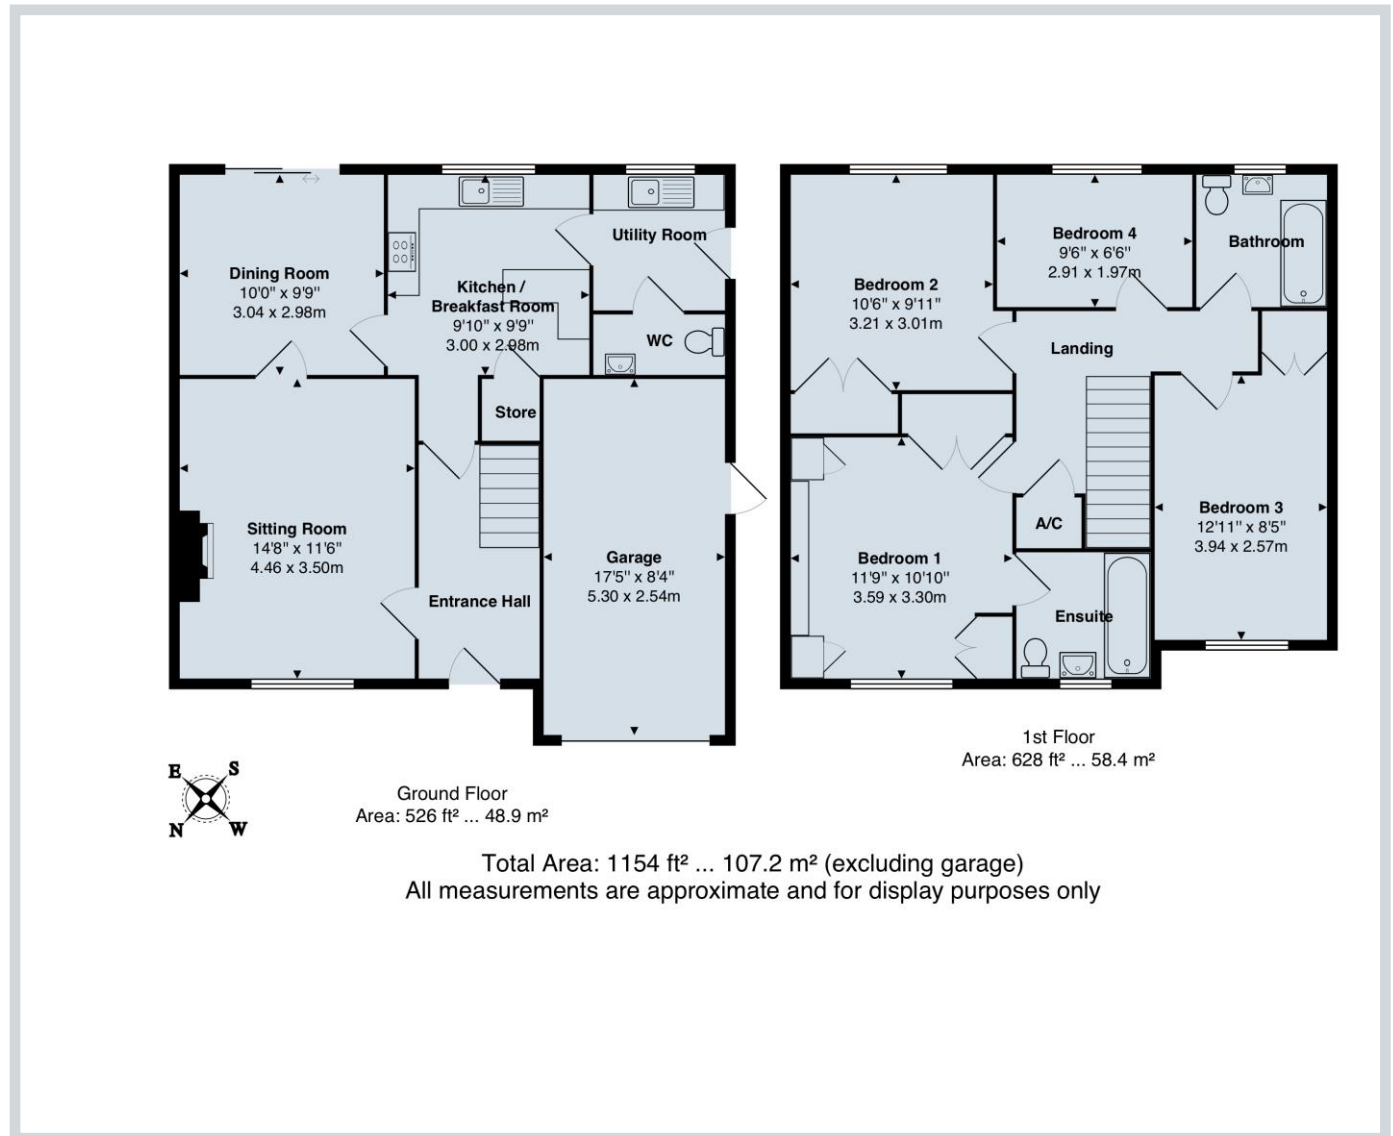 Dining Room
10'0" x 9'9"
3.04 x 2.98m
Kitchen /
Breakfast Room
9'10" x 9'9"
3.00 x 2.98m
Utility Room
WC
Store
Sitting Room
14'8" x 11'6"
4.46 x 3.50m
Entrance Hall
Garage
17'5" x 8'4"
5.30 x 2.54m
Bedroom 2
10'6" x 9'11"
3.21 x 3.01m
Bedroom 4
9'6" x 6'6"
2.91 x 1.97m
Bathroom
Landing
A/C
Bedroom 1
11'9" x 10'10"
3.59 x 3.30m
Ensuite
Bedroom 3
12'11" x 8'5"
3.94 x 2.57m
E S
N W
Ground Floor
Area: 526 ft² ... 48.9 m²
1st Floor
Area: 628 ft² ... 58.4 m²
Total Area: 1154 ft² ... 107.2 m² (excluding garage)
All measurements are approximate and for display purposes only